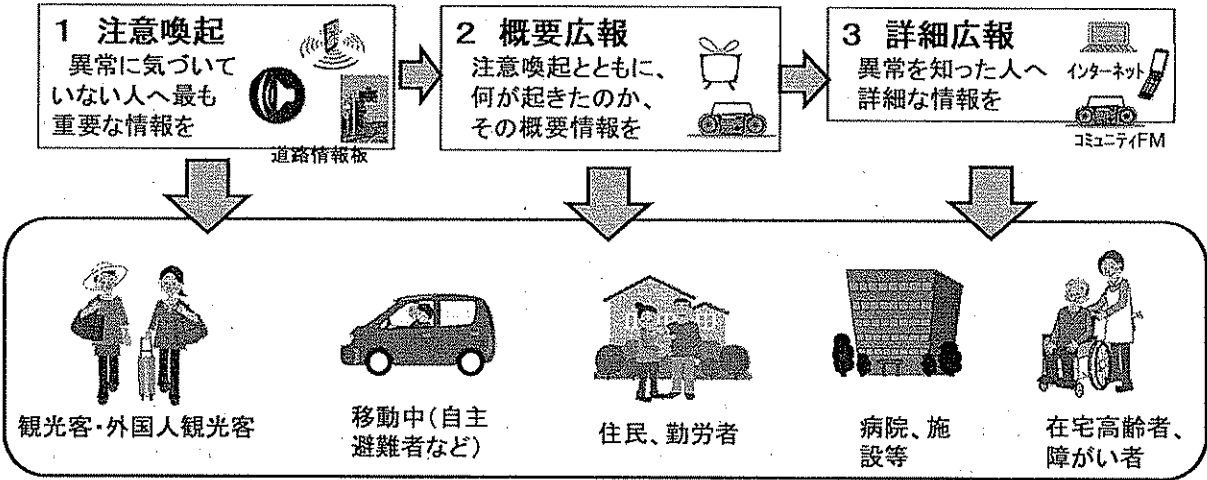 1 注意喚起
異常に気づいて
いない人へ最も
重要な情報を
道路情報板
2 概要広報
注意喚起とともに、
何が起きたのか、
その概要情報を
3 詳細広報
異常を知った人へ
詳細な情報を
インターネット
コミュニティFM
観光客・外国人観光客
移動中(自主
避難者など)
住民、勤労者
病院、施
設等
在宅高齢者、
障がい者